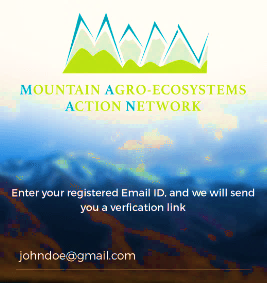 MOUNTAIN AGRO-ECOSYSTEMS
ACTION NETWORK
Enter your registered Email ID, and we will send
you a verfication link
johndoe@gmail.com